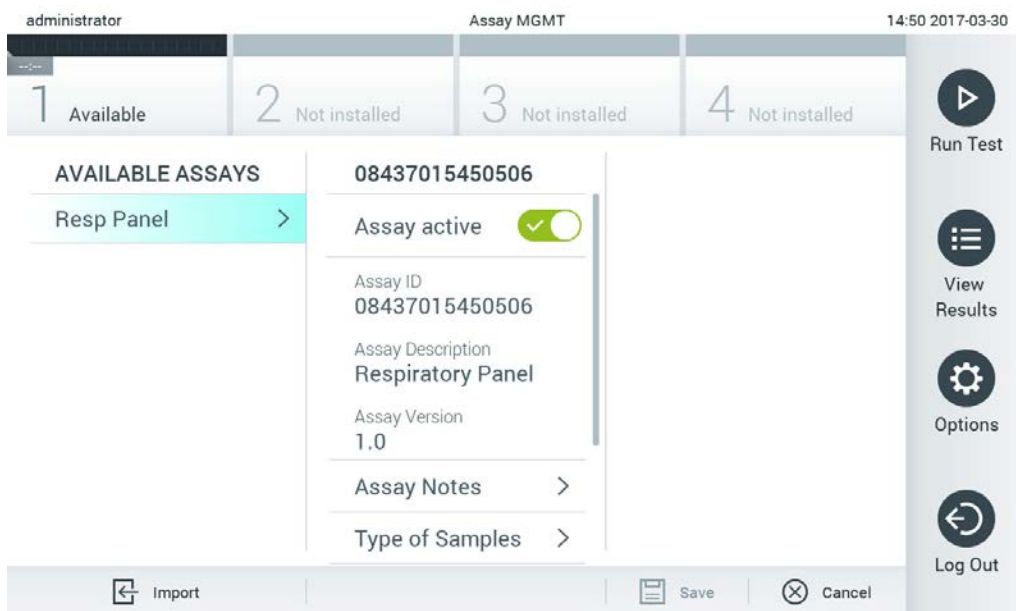 administrator Assay MGMT 14:50 2017-03-30
--:--
1 Available 2 Not installed 3 Not installed 4 Not installed
Run Test
AVAILABLE ASSAYS
Resp Panel
08437015450506
Assay active
Assay ID
08437015450506
Assay Description
Respiratory Panel
Assay Version
1.0
Assay Notes
Type of Samples
View
Results
Options
Log Out
Import Save Cancel